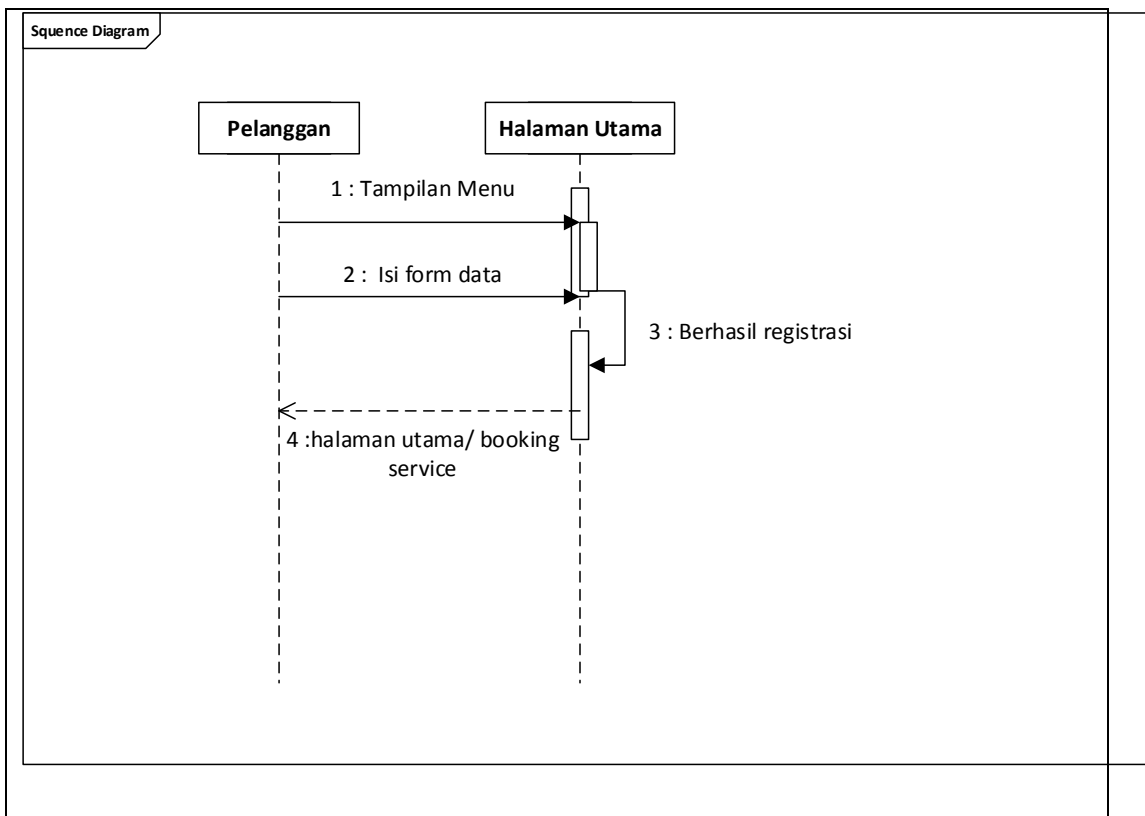 Squence Diagram
Pelanggan
Halaman Utama
1 : Tampilan Menu
2 :  Isi form data
3 : Berhasil registrasi
4 :halaman utama/ booking
service